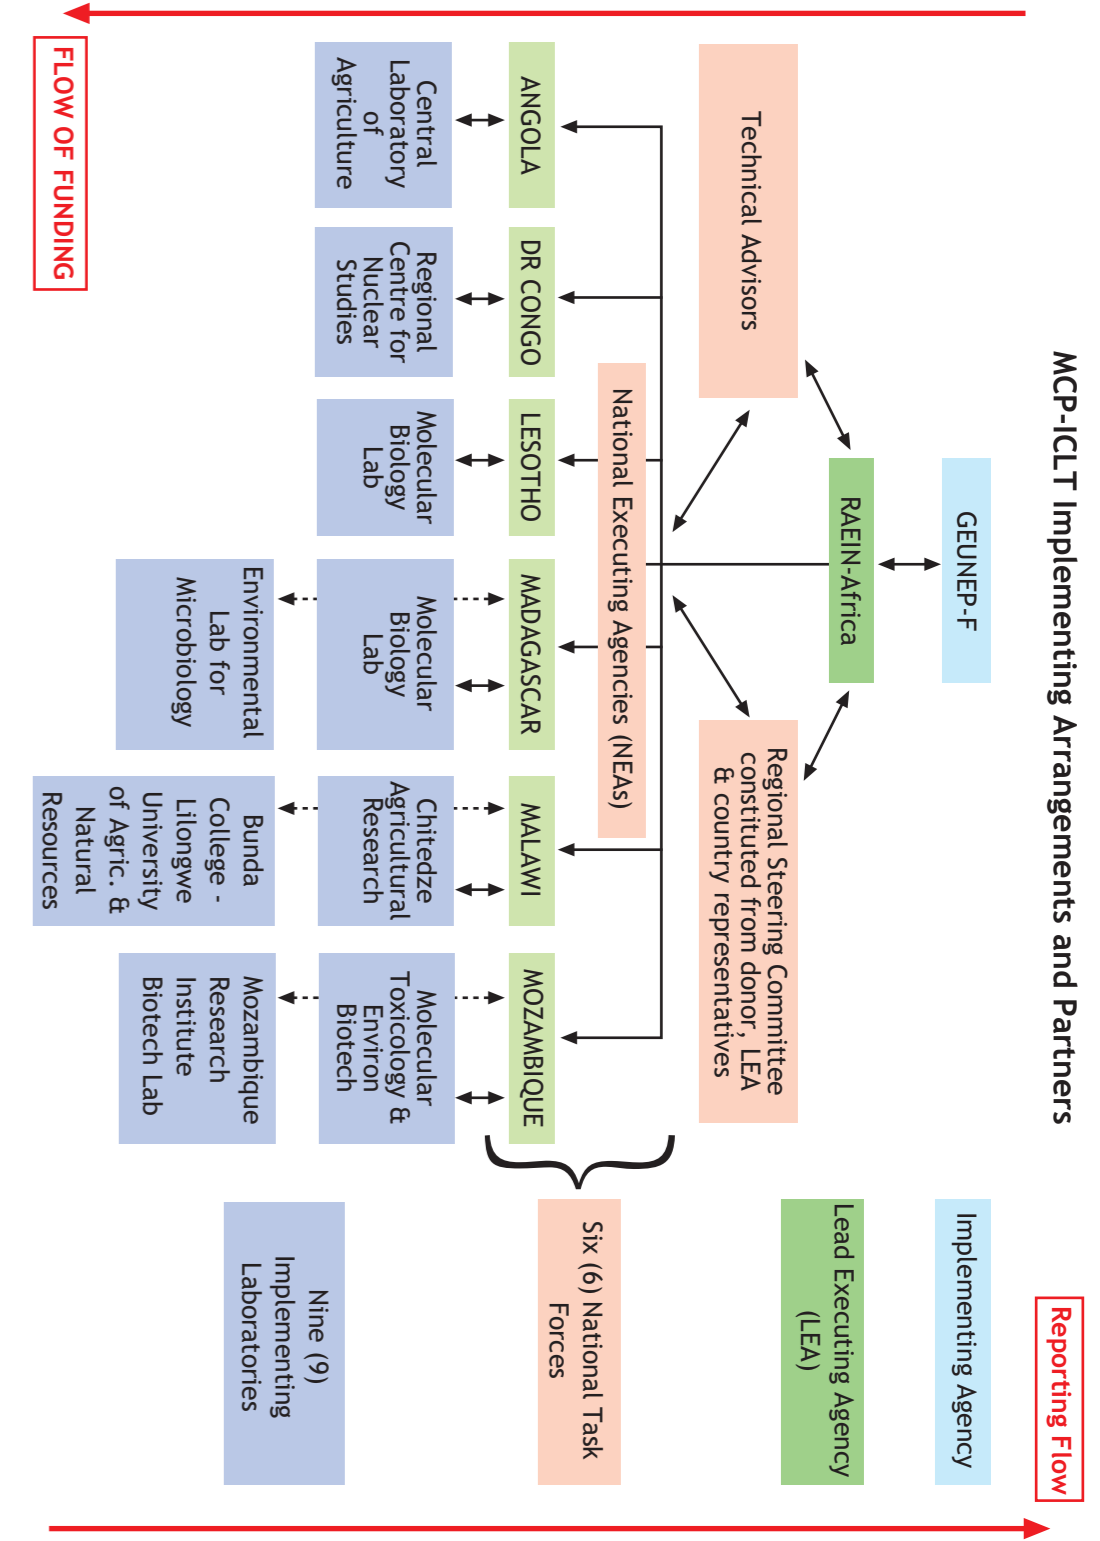 MCP-ICLT Implementing Arrangements and Partners
Reporting Flow
GEUNEP-F
Implementing Agency
RAEIN-Africa
Lead Executing Agency
(LEA)
Technical Advisors
Regional Steering Committee
constituted from donor, LEA
& country representatives
National Executing Agencies (NEAs)
Six (6) National Task
Forces
ANGOLA
DR CONGO
LESOTHO
MADAGASCAR
MALAWI
MOZAMBIQUE
Central
Laboratory
of
Agriculture
Regional
Centre for
Nuclear
Studies
Molecular
Biology
Lab
Molecular
Biology
Lab
Chitedze
Agricultural
Research
Molecular
Toxicology &
Environ
Biotech
Nine (9)
Implementing
Laboratories
Environmental
Lab for
Microbiology
Bunda
College -
Lilongwe
University
of Agric. &
Natural
Resources
Mozambique
Research
Institute
Biotech Lab
FLOW OF FUNDING